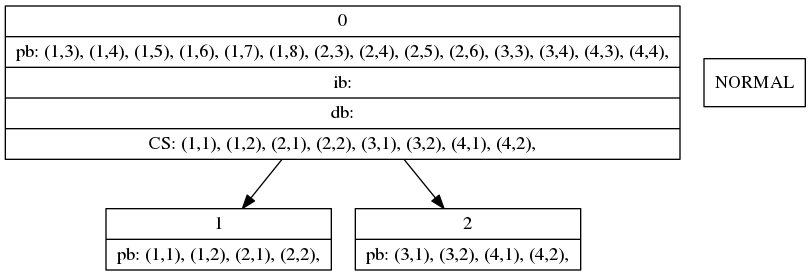 0
pb: (1,3), (1,4), (1,5), (1,6), (1,7), (1,8), (2,3), (2,4), (2,5), (2,6), (3,3), (3,4), (4,3), (4,4),
ib:
db:
CS: (1,1), (1,2), (2,1), (2,2), (3,1), (3,2), (4,1), (4,2),
NORMAL
1
pb: (1,1), (1,2), (2,1), (2,2),
2
pb: (3,1), (3,2), (4,1), (4,2),